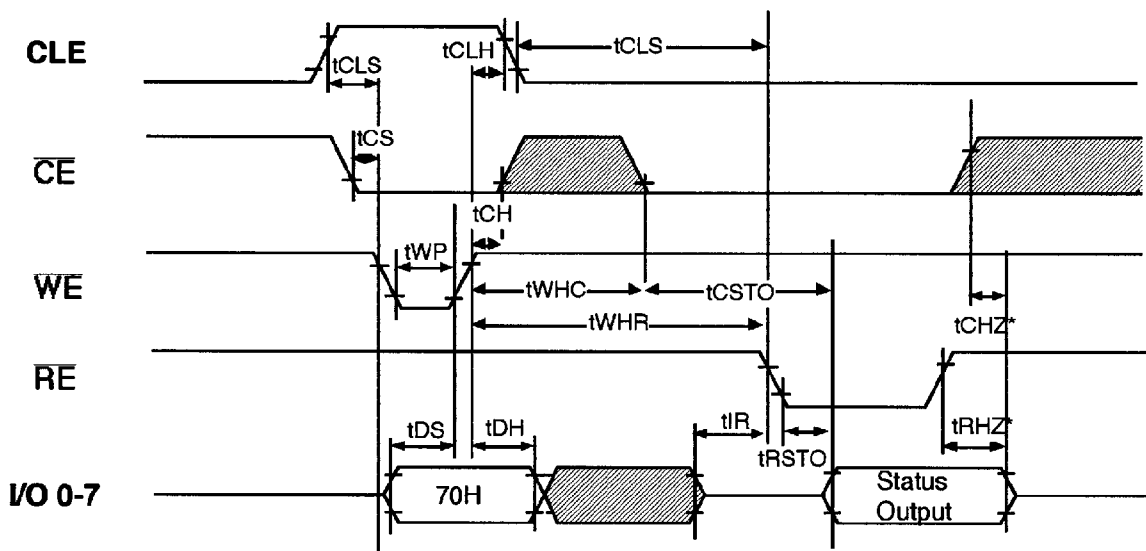 CLE
tCLS
tCLH
tCLS
CE
tCS
tCH
WE
tWP
tWHC
tCSTO
tWHR
tCHZ*
RE
tDS
tDH
tIR
tRSTO
tRHZ*
I/O 0-7
70H
Status
Output